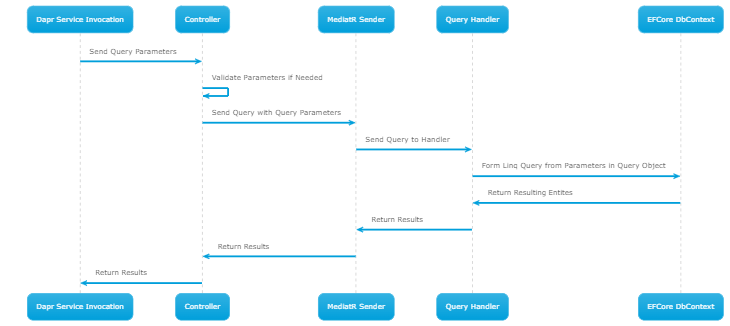 Dapr Service Invocation
Controller
MediatR Sender
Query Handler
EFCore DbContext
Send Query Parameters
Validate Parameters if Needed
Send Query with Query Parameters
Send Query to Handler
Form Linq Query from Parameters in Query Object
Return Resulting Entites
Return Results
Return Results
Return Results
Dapr Service Invocation
Controller
MediatR Sender
Query Handler
EFCore DbContext